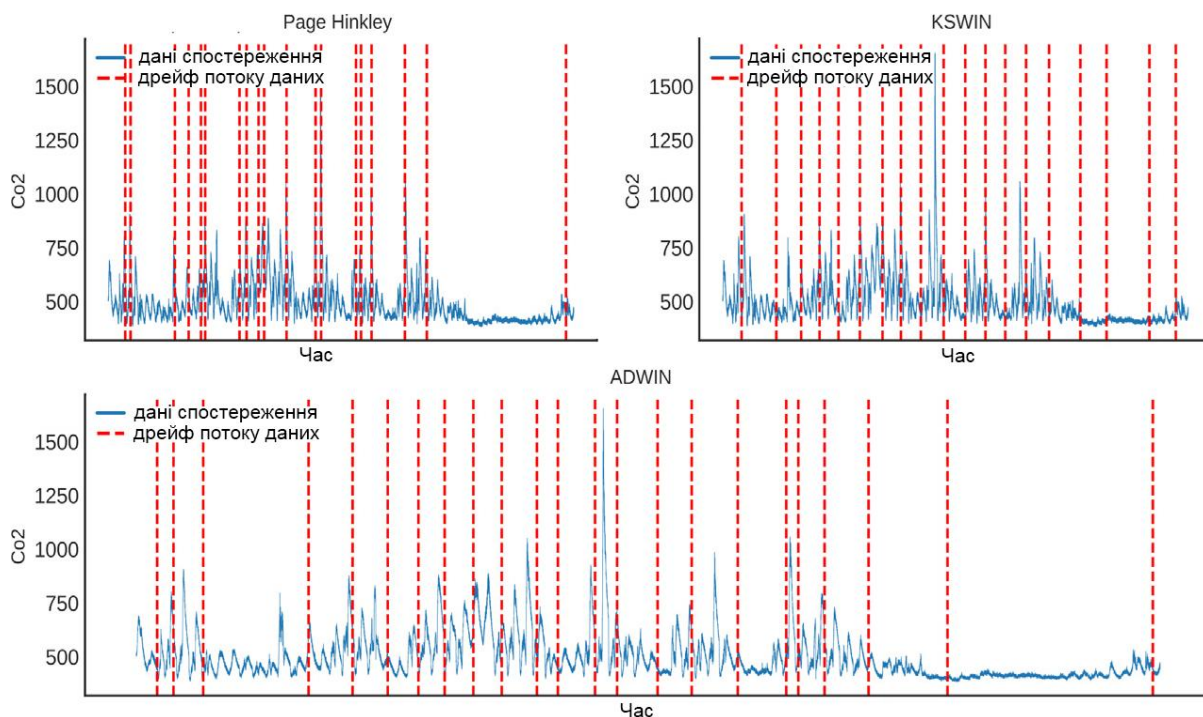 Page Hinkley
дані спостереження
дрейф потоку даних
1500
1250
1000
750
500
Co2
Час
KSWIN
дані спостереження
дрейф потоку даних
1500
1250
1000
750
500
Co2
Час
ADWIN
дані спостереження
дрейф потоку даних
1500
1250
1000
750
500
Co2
Час